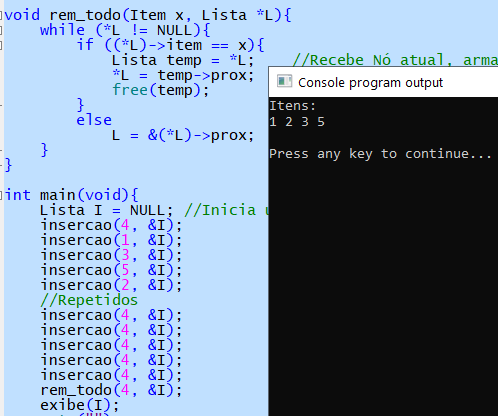 void rem_todo(Item x, Lista *L){
while (*L != NULL){
if ((*L)->item == x){
Lista temp = *L; //Recebe Nó atual, arma
*L = temp->prox;
free(temp);
}
else
L = &(*L)->prox;
}
}
int main(void){
Lista I = NULL; //Inicia
insercao(4, &I);
insercao(1, &I);
insercao(3, &I);
insercao(5, &I);
insercao(2, &I);
//Repetidos
insercao(4, &I);
insercao(4, &I);
insercao(4, &I);
insercao(4, &I);
rem_todo(4, &I);
exibe(I);
Console program output
Itens:
1 2 3 5
Press any key to continue...